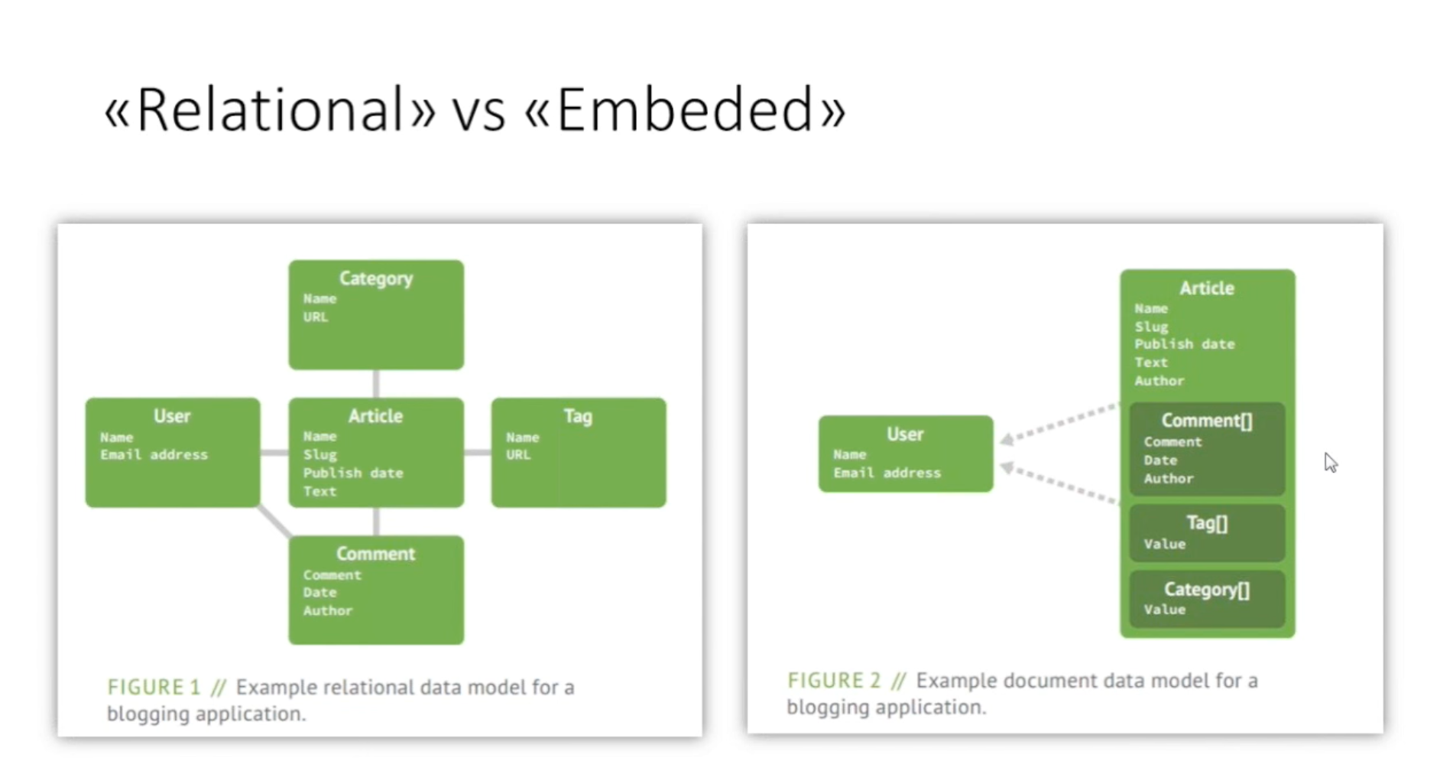 «Relational» vs «Embeded»
Category
Name
URL
User
Name
Email address
Article
Name
Slug
Publish date
Text
Tag
Name
URL
Comment
Comment
Date
Author
FIGURE 1 // Example relational data model for a
blogging application.
Article
Name
Slug
Publish date
Text
Author
User
Name
Email address
Comment[]
Comment
Date
Author
Tag[]
Value
Category[]
Value
FIGURE 2 // Example document data model for a
blogging application.